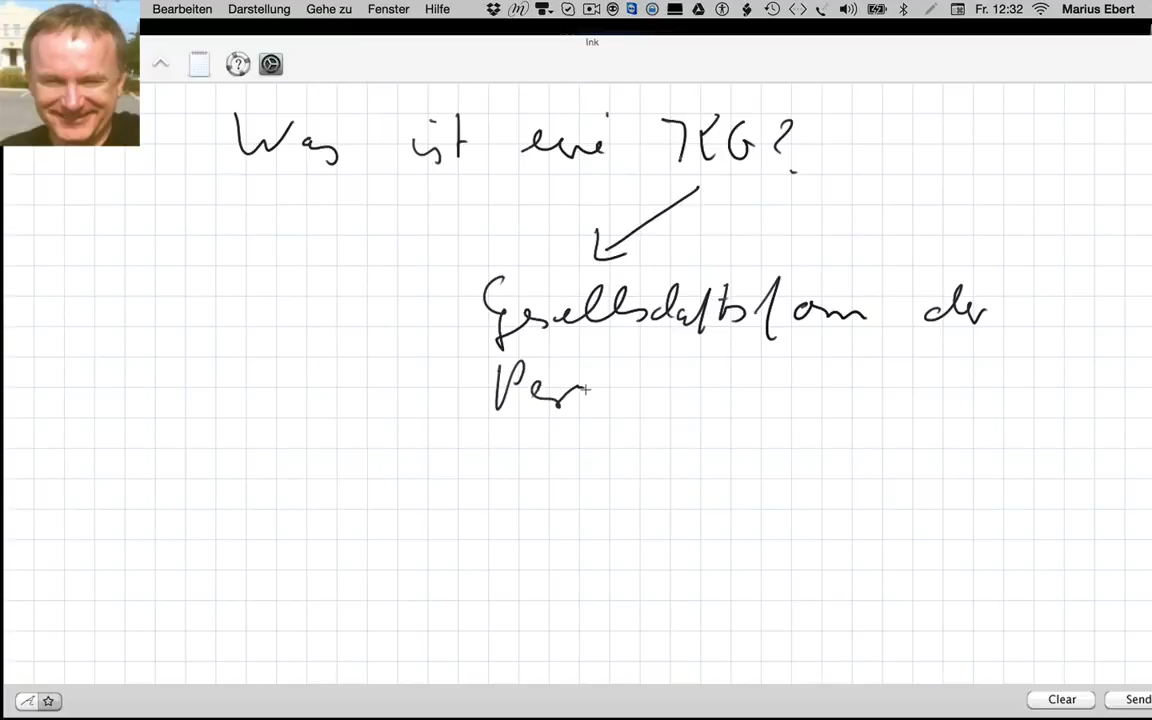 Bearbeiten Darstellung Gehe zu Fenster Hilfe Fr. 12:32 Marius Ebert
Ink
Was ist eine KG?
Gesellschaftsform der
Per
Clear Send